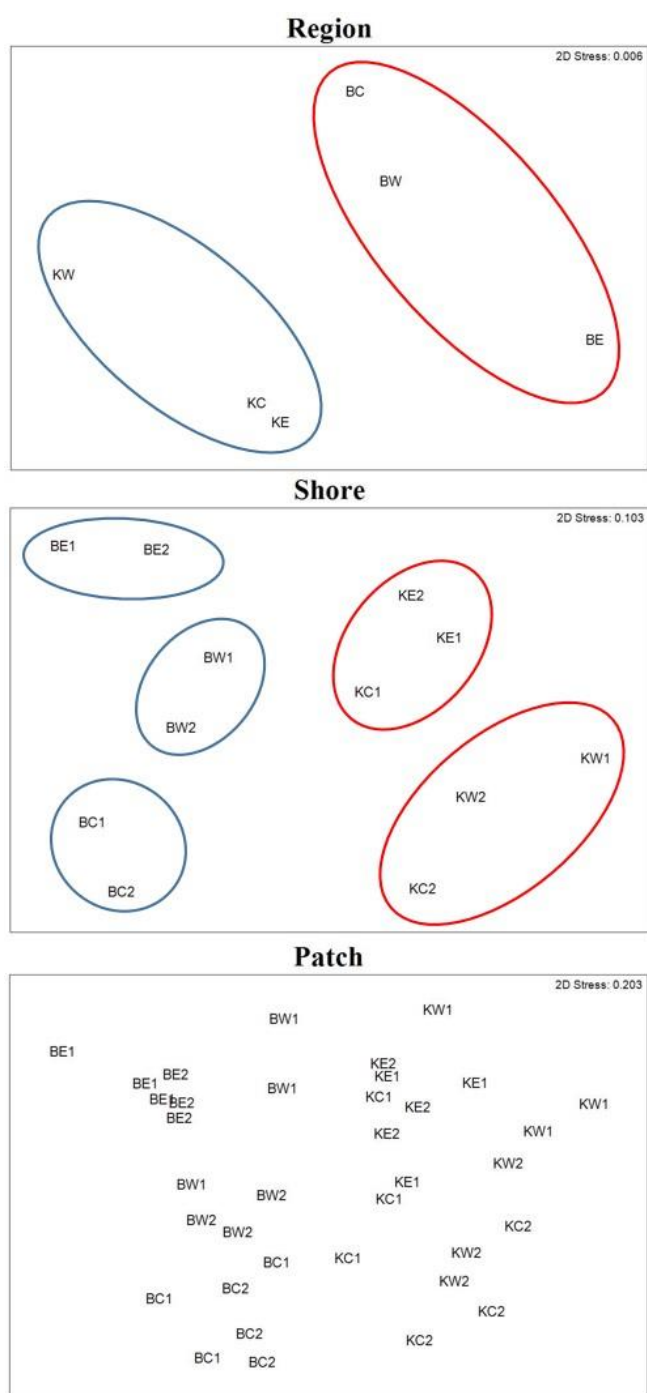 Region
2D Stress: 0.006
BC
BW
KW
BE
KC
KE
Shore
2D Stress: 0.103
BE1 BE2
KE2
KE1
BW1
KC1
BW2
KW1
KW2
BC1
KC2
BC2
Patch
2D Stress: 0.203
KW1
BW1
BE1
KE2
BE2 KE1
BE1 KE1
BW1
KC1
BE1
BE2 KW1
KE2
BE2
KE2 KW1
KW2
KE1
BW1
BW2 KC1
BW2
KC2
BW2
KW2
BC1 KC1
KW2
BC2
BC1
KC2
BC2
KC2
BC1
BC2